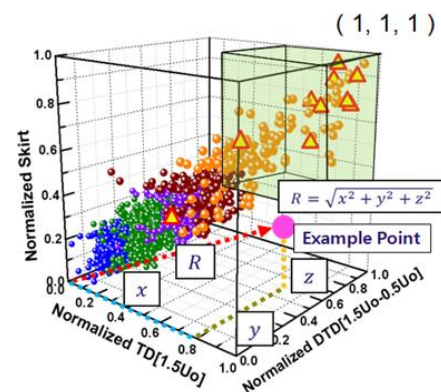 ( 1, 1, 1 )
1.0
0.8
0.6
0.4
0.2
0.0
Normalized Skirt
R = √x² + y² + z²
Example Point
R
x
z
y
0.0
0.2
0.4
0.6
0.8
1.0
Normalized TD[1.5Uo]
0.0
0.2
0.4
0.6
0.8
1.0
Normalized DTD[1.5Uo-0.5Uo]